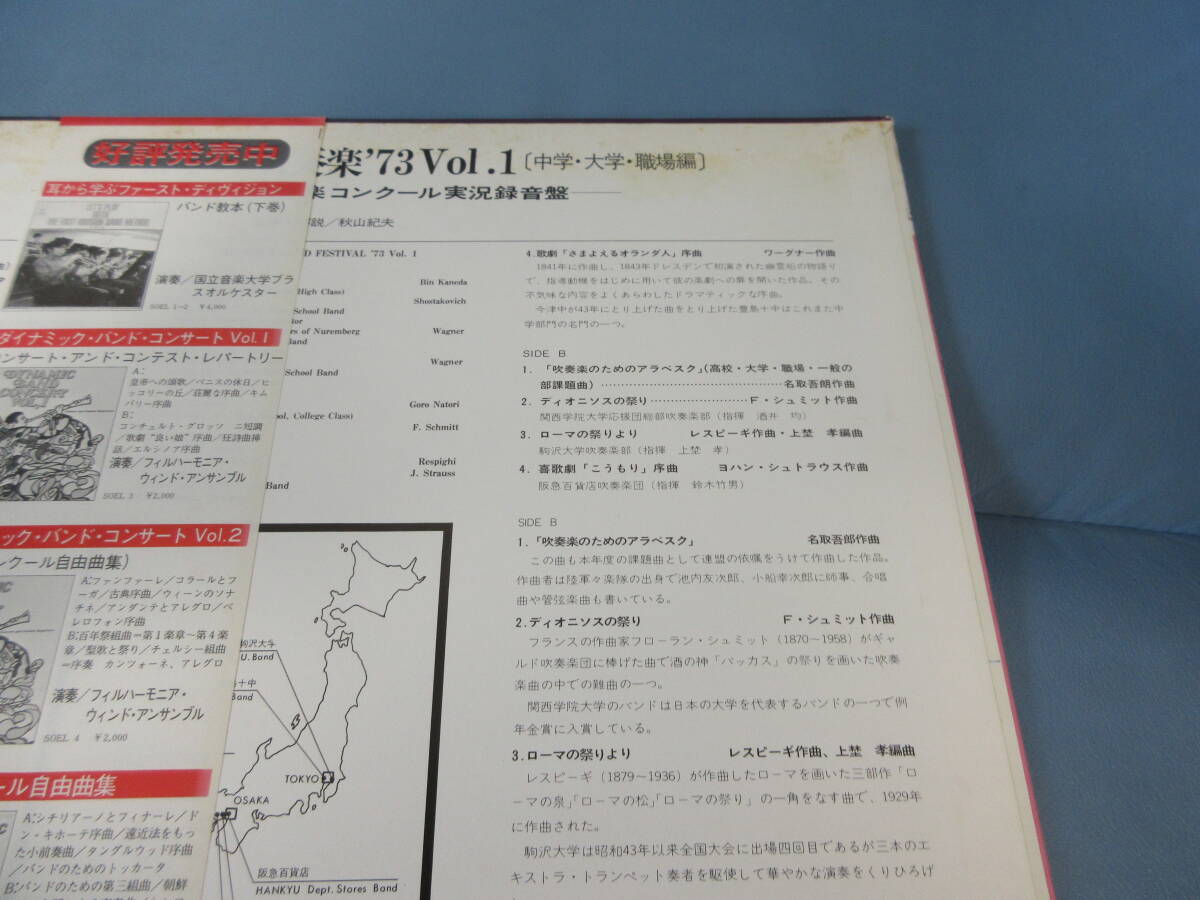 好評発売中
耳から学ぶファースト・ディヴィジョン
バンド教本(下巻)
演奏/国立音楽大学ブラ
スオルケスター
SOEL 1~2 ¥4,000
ダイナミック・バンド・コンサート Vol.1
ンサート・アンド・コンテスト・レパートリー
DYNAMIC
BAND
CONCERT
VOL.1
A:
皇帝への頌歌/ベニスの休日/ヒ
ッコリーの丘/荘麗な序曲/キム
バリー序曲
B:
コンチェルト・グロッソ ニ短調
/歌劇“良い娘”序曲/狂詩曲挿
話/エルシノア序曲
演奏/フィルハーモニア・
ウィンド・アンサンブル
SOEL 3 ¥2,000
ック・バンド・コンサート Vol.2
クール自由曲集)
A:ファンファーレ/コラールとフ
ーガ/古典序曲/ウィーンのソナ
チネ/アンダンテとアレグロ/ベ
レロフォン序曲
B:百年祭組曲=第1楽章~第4楽
章/聖歌と祭り/チェルシー組曲
=序奏 カンツォーネ、アレグロ
演奏/フィルハーモニア・
ウィンド・アンサンブル
SOEL 4 ¥2,000
ール自由曲集
A:シチリアーノとフィナーレ/ド
ン・キホーテ序曲/遠近法をもっ
た小前奏曲/タングルウッド序曲
/バンドのためのトッカータ
B:バンドのための第三組曲/朝鮮
奏楽'73 Vol.1〔中学・大学・職場編〕
楽コンクール実況録音盤
解説/秋山紀夫
D FESTIVAL '73 Vol. 1
Bin Kaneda
High Class)
Shostakovich
School Band
ior
rs of Nuremberg Wagner
Band
Wagner
School Band
Goro Natori
ool, College Class)
F. Schmitt
Respighi
J. Strauss
Band
駒沢大学
U. Band
十中
Band
TOKYO
OSAKA
阪急百貨店
HANKYU Dept. Stores Band
4.歌劇「さまよえるオランダ人」序曲 ワーグナー作曲
1841年に作曲し、1843年ドレスデンで初演された幽霊船の物語り
で、指導動機をはじめに用いて彼の楽劇への扉を開いた作品。その
不気味な内容をよくあらわしたドラマティックな序曲。
今津中が43年にとり上げた曲をとり上げた豊島十中はこれまた中
学部門の名門の一つ。
SIDE B
1.「吹奏楽のためのアラベスク」(高校・大学・職場・一般の
部課題曲)……………………………名取吾朗作曲
2. ディオニソスの祭り………………F・シュミット作曲
関西学院大学応援団総部吹奏楽部(指揮 酒井 均)
3. ローマの祭りより レスピーギ作曲・上埜 孝編曲
駒沢大学吹奏楽部(指揮 上埜 孝)
4. 喜歌劇「こうもり」序曲 ヨハン・シュトラウス作曲
阪急百貨店吹奏楽団(指揮 鈴木竹男)
SIDE B
1.「吹奏楽のためのアラベスク」 名取吾郎作曲
この曲も本年度の課題曲として連盟の依嘱をうけて作曲した作品。
作曲者は陸軍々楽隊の出身で池内友次郎、小船幸次郎に師事、合唱
曲や管弦楽曲も書いている。
2.ディオニソスの祭り F・シュミット作曲
フランスの作曲家フローラン・シュミット(1870~1958)がギャ
ルド吹奏楽団に捧げた曲で酒の神「バッカス」の祭りを画いた吹奏
楽曲の中での難曲の一つ。
関西学院大学のバンドは日本の大学を代表するバンドの一つで例
年金賞に入賞している。
3.ローマの祭りより レスピーギ作曲、上埜 孝編曲
レスピーギ(1879~1936)が作曲したローマを画いた三部作「ロ
ーマの泉」「ローマの松」「ローマの祭り」の一角をなす曲で、1929年
に作曲された。
駒沢大学は昭和43年以来全国大会に出場四回目であるが三本のエ
キストラ・トランペット奏者を駆使して華やかな演奏をくりひろげ